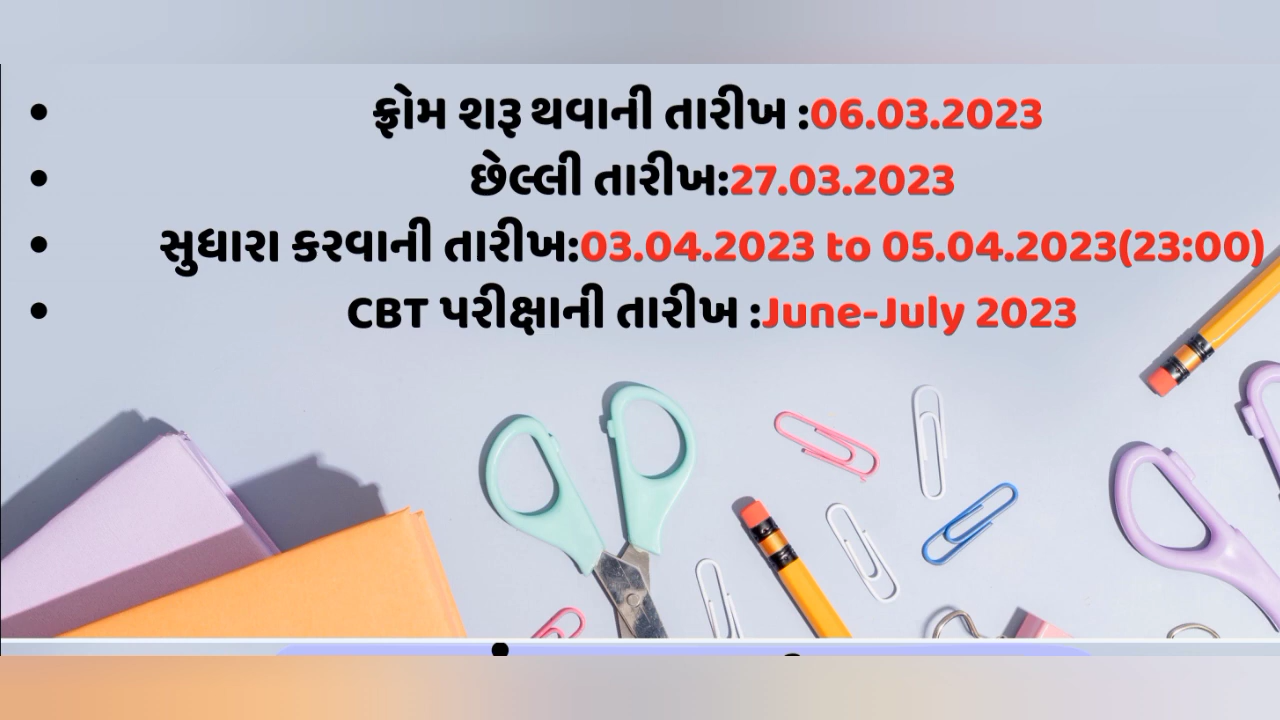 • ફ્રોમ શરૂ થવાની તારીખ :06.03.2023
• છેલ્લી તારીખ:27.03.2023
• સુધારા કરવાની તારીખ:03.04.2023 to 05.04.2023(23:00)
• CBT પરીક્ષાની તારીખ :June-July 2023